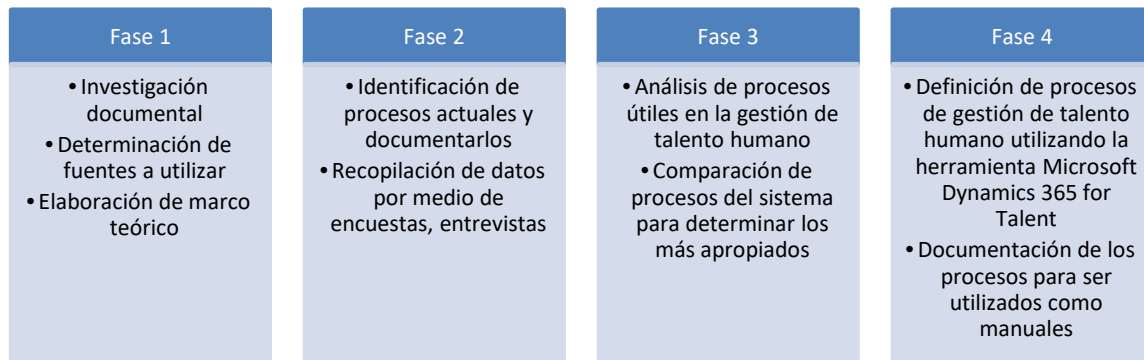 Fase 1
• Investigación
documental
• Determinación de
fuentes a utilizar
• Elaboración de marco
teórico
Fase 2
• Identificación de
procesos actuales y
documentarlos
• Recopilación de datos
por medio de
encuestas, entrevistas
Fase 3
• Análisis de procesos
útiles en la gestión de
talento humano
• Comparación de
procesos del sistema
para determinar los
más apropiados
Fase 4
• Definición de procesos
de gestión de talento
humano utilizando la
herramienta Microsoft
Dynamics 365 for
Talent
• Documentación de los
procesos para ser
utilizados como
manuales